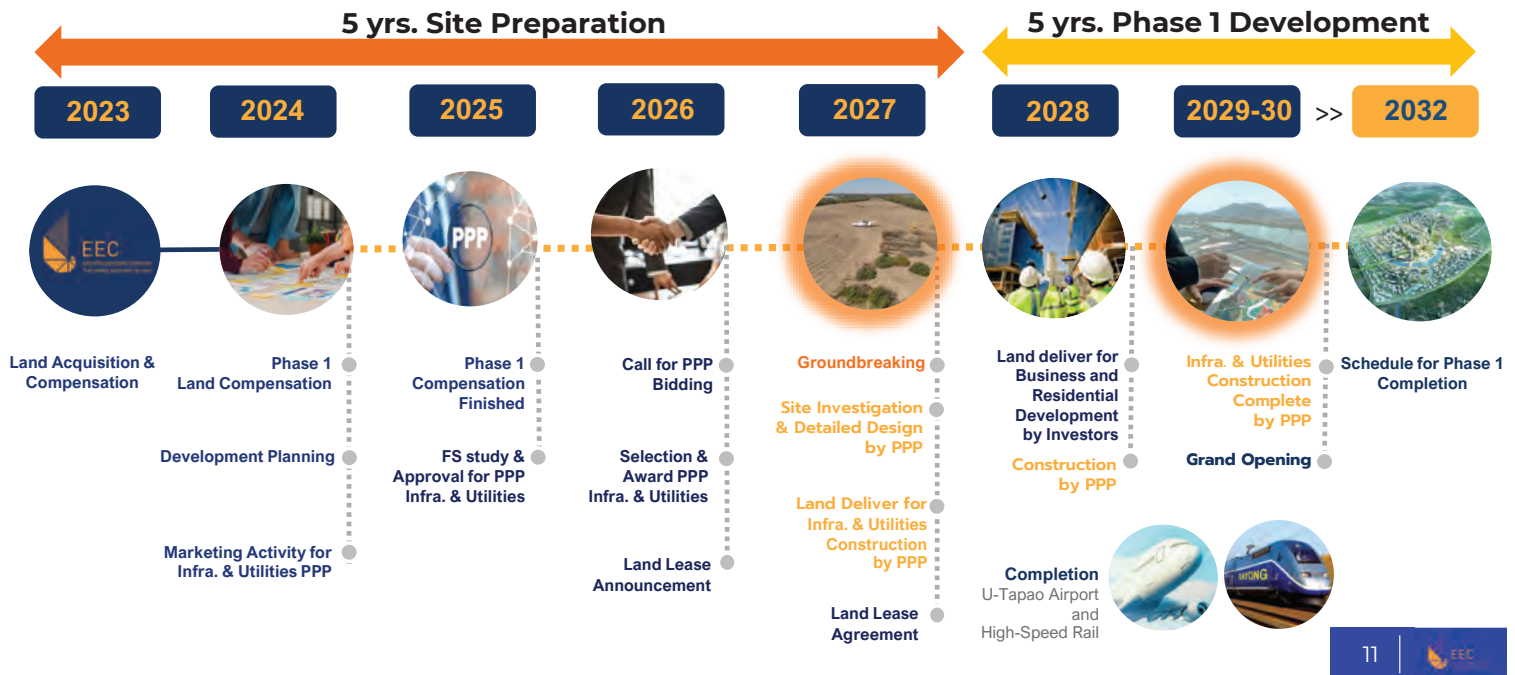 5 yrs. Site Preparation
5 yrs. Phase 1 Development
2023
2024
2025
2026
2027
2028
2029-30
>>
2032
EEC
PPP
Land Acquisition &
Compensation
Phase 1
Land Compensation
Development Planning
Marketing Activity for
Infra. & Utilities PPP
Phase 1
Compensation
Finished
FS study &
Approval for PPP
Infra. & Utilities
Call for PPP
Bidding
Selection &
Award PPP
Infra. & Utilities
Land Lease
Announcement
Groundbreaking
Site Investigation
& Detailed Design
by PPP
Land Deliver for
Infra. & Utilities
Construction
by PPP
Land Lease
Agreement
Land deliver for
Business and
Residential
Development
by Investors
Construction
by PPP
Infra. & Utilities
Construction
Complete
by PPP
Grand Opening
Schedule for Phase 1
Completion
Completion
U-Tapao Airport
and
High-Speed Rail
11
EEC